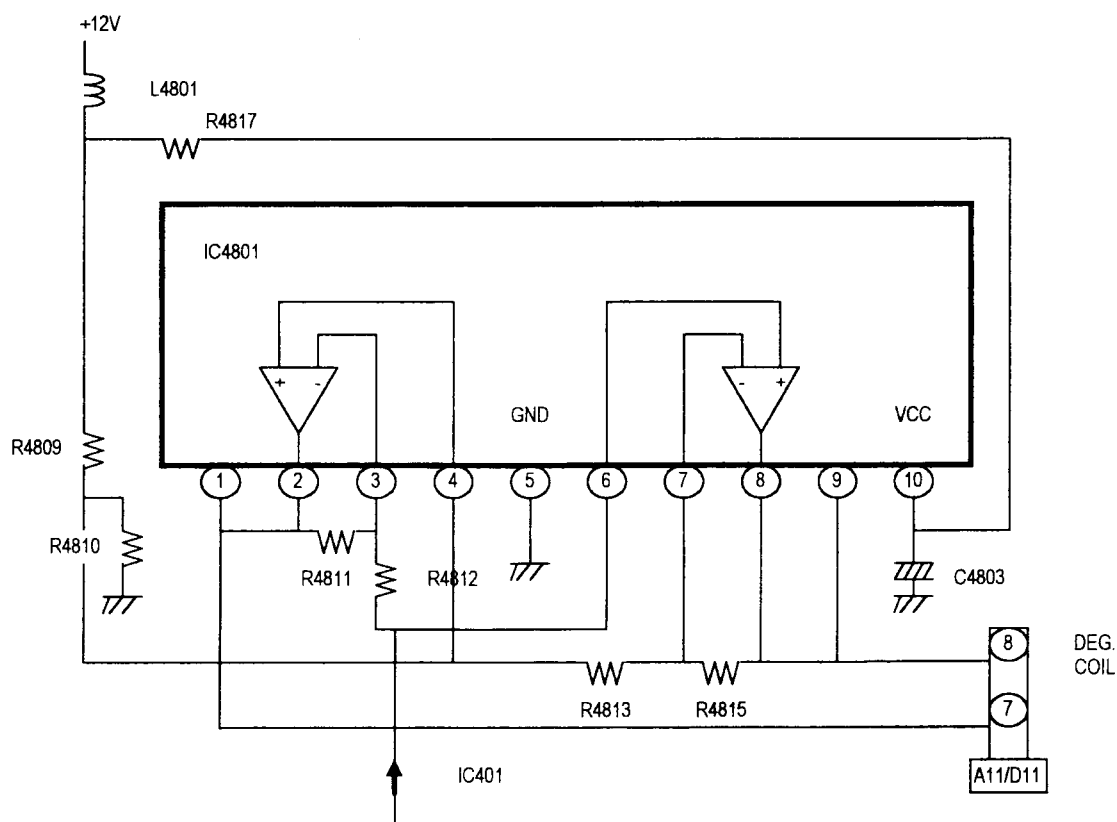 +12V
L4801
R4817
IC4801
+ -
- +
GND
VCC
R4809
1 2 3 4 5 6 7 8 9 10
R4810
R4811
R4812
C4803
8
DEG.
COIL
R4813
R4815
7
IC401
A11/D11